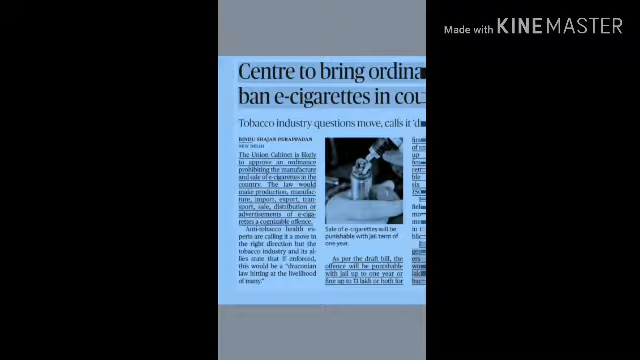 Made with KINEMASTER
Centre to bring ordina
ban e-cigarettes in cou
Tobacco industry questions move, calls it 'd
BINDU SHAJAN PERAPPADAN
NEW DELHI
The Union Cabinet is likely
to approve an ordinance
prohibiting the manufacture
and sale of e-cigarettes in the
country. The law would
make production, manufac-
ture, import, export, tran-
sport, sale, distribution or
advertisements of e-ciga-
rettes a cognizable offence.
Anti-tobacco health ex-
perts are calling it a move in
the right direction but the
tobacco industry and its al-
lies state that if enforced,
this would be a "draconian
law hitting at the livelihood
of many."
Sale of e-cigarettes will be
punishable with jail term of
one year.
As per the draft bill, the
offence will be punishable
with jail up to one year or
fine up to ₹1 lakh or both for